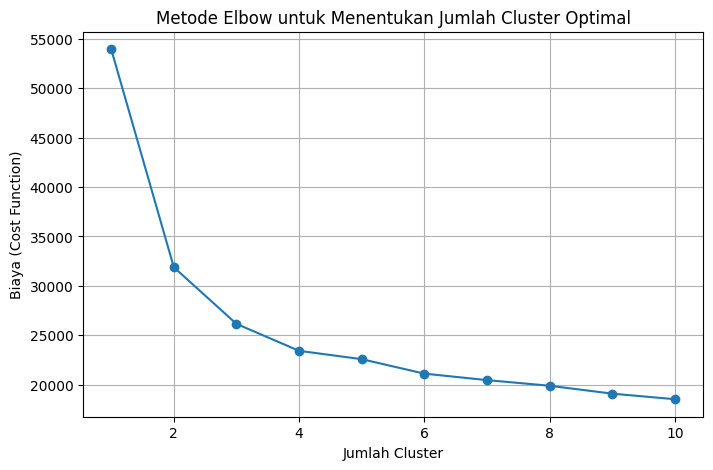 Metode Elbow untuk Menentukan Jumlah Cluster Optimal
55000
50000
45000
40000
35000
30000
25000
20000
Biaya (Cost Function)
2 4 6 8 10
Jumlah Cluster